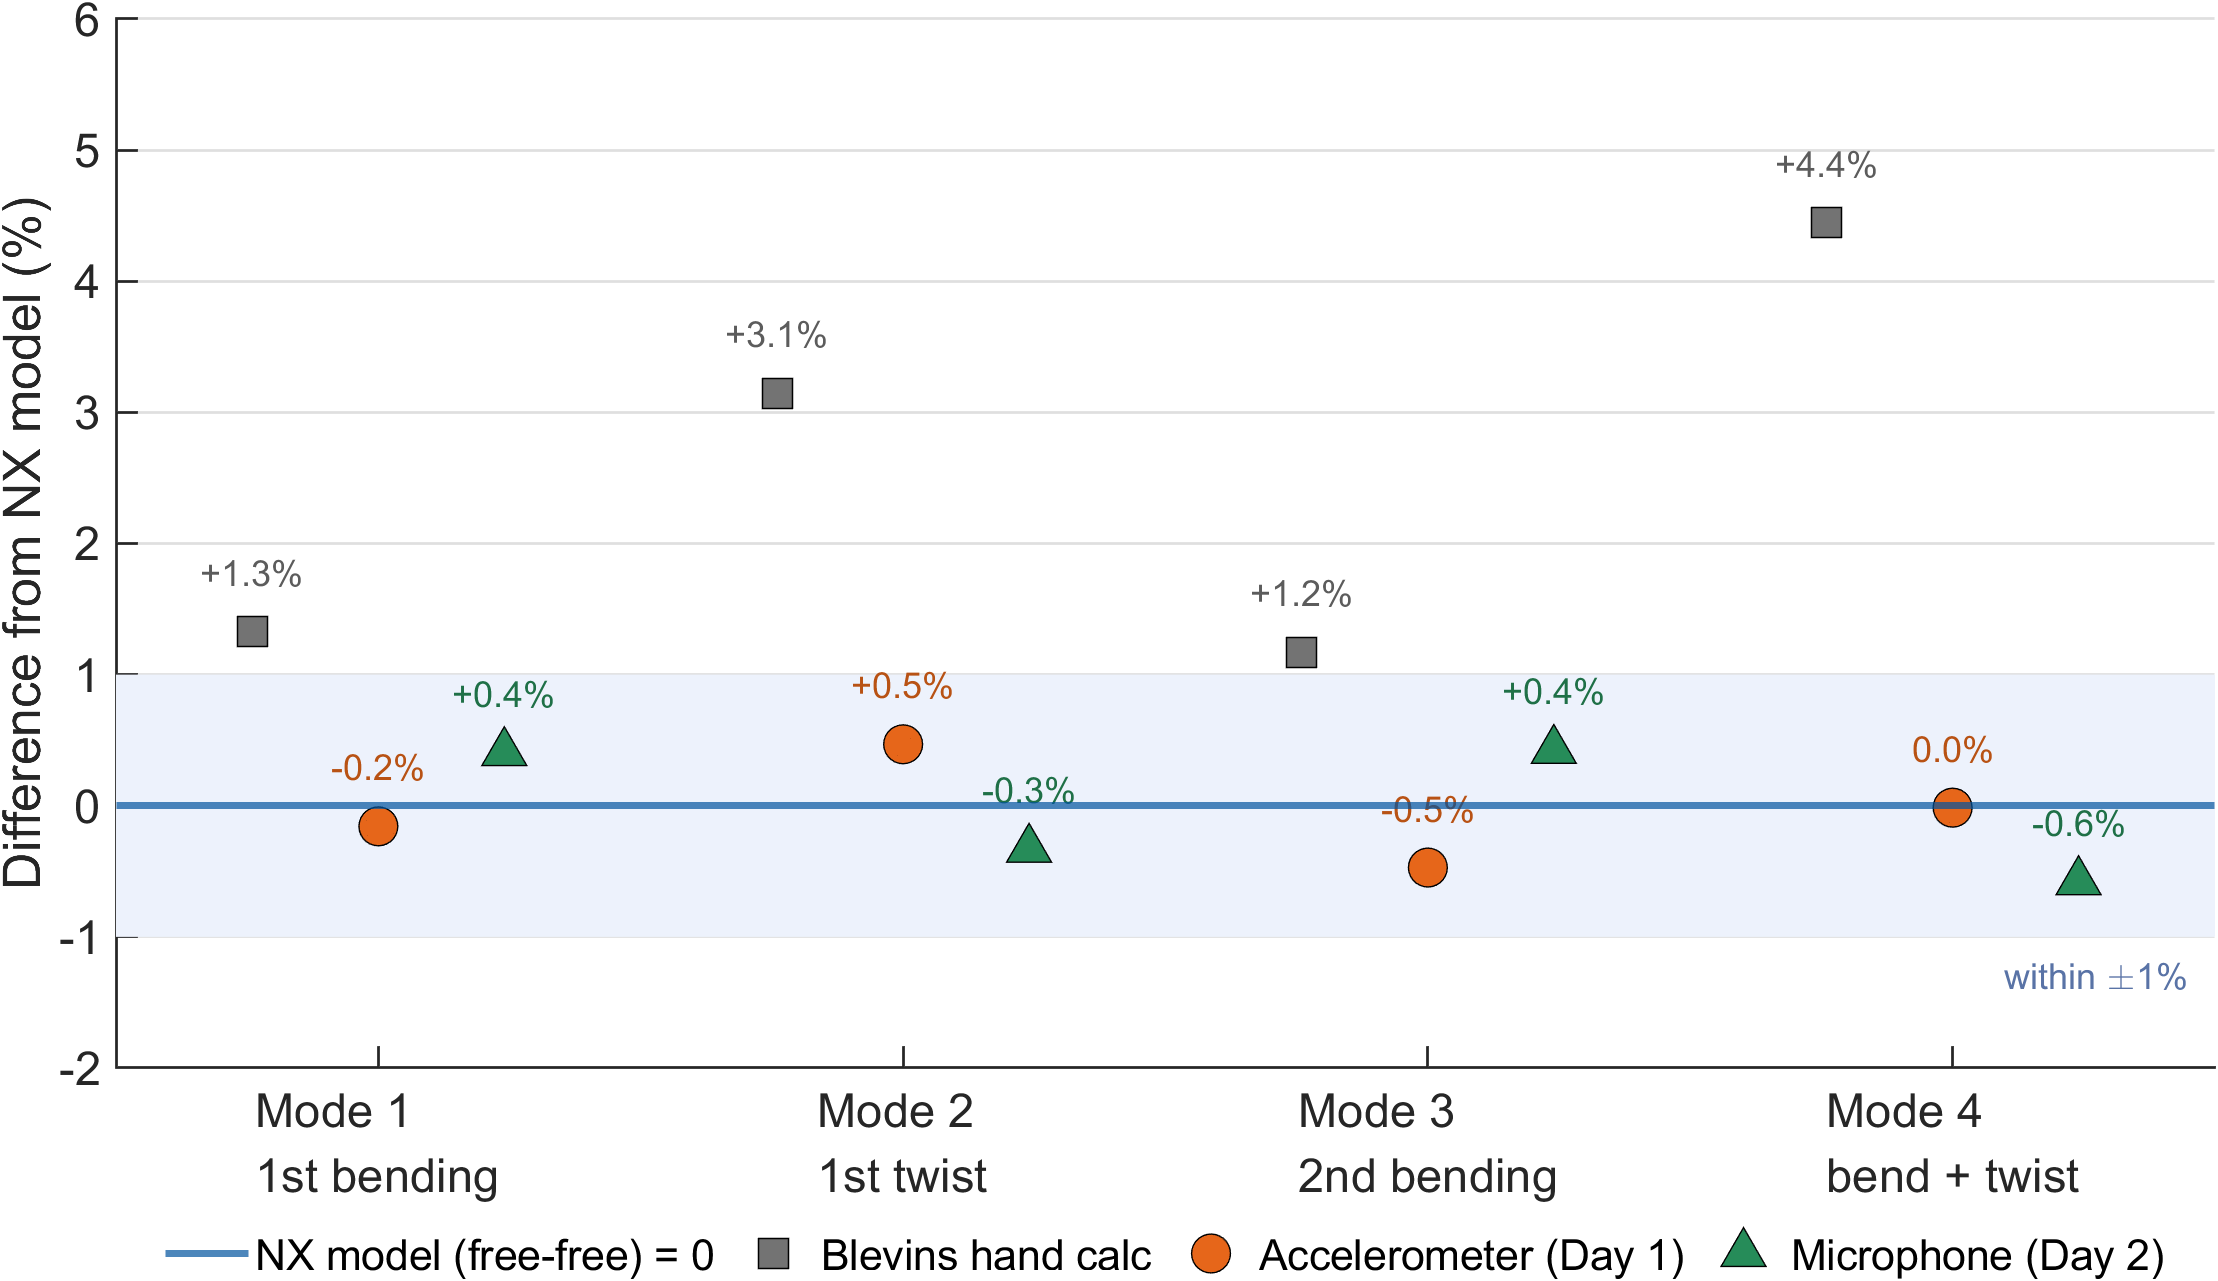 6
5
4
3
2
1
0
-1
-2
Difference from NX model (%)
+1.3%
-0.2%
+0.4%
+3.1%
+0.5%
-0.3%
+1.2%
-0.5%
+0.4%
+4.4%
0.0%
-0.6%
within ±1%
Mode 1
1st bending
Mode 2
1st twist
Mode 3
2nd bending
Mode 4
bend + twist
NX model (free-free) = 0
Blevins hand calc
Accelerometer (Day 1)
Microphone (Day 2)